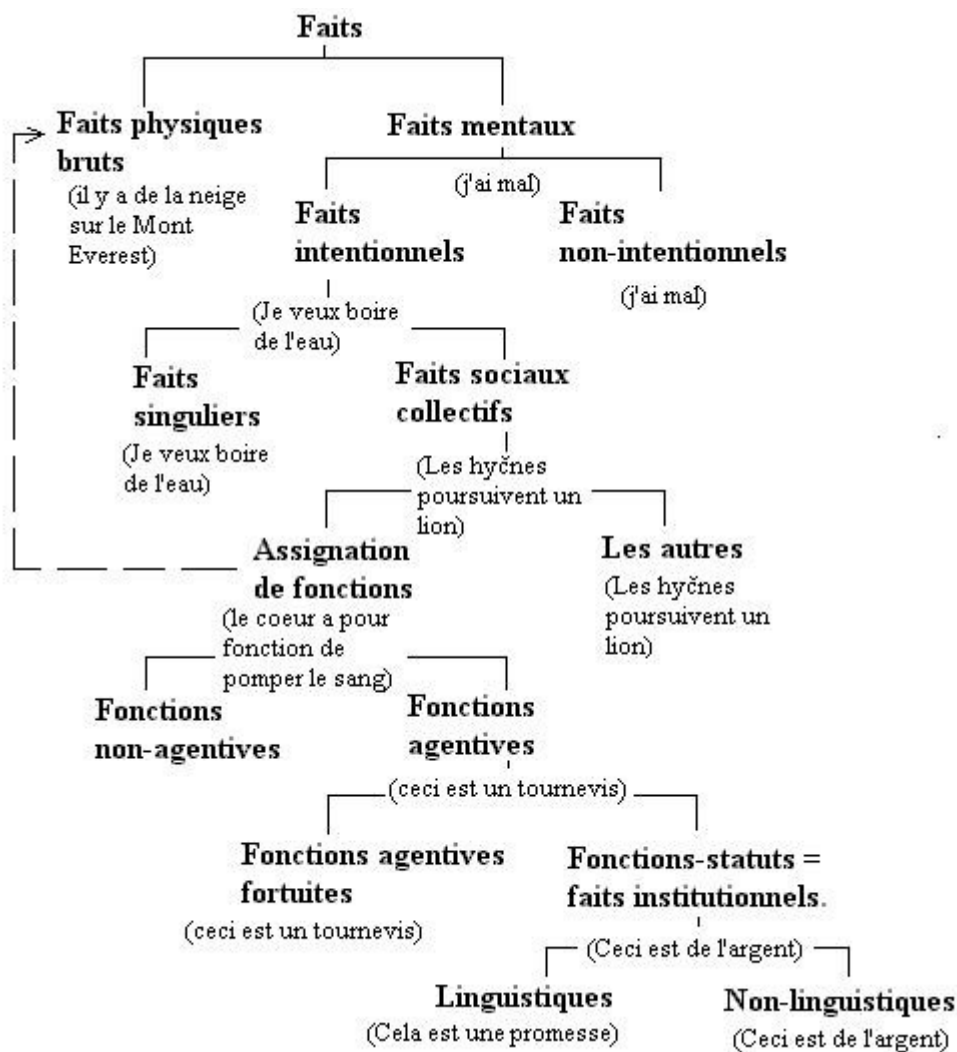 Faits
Faits physiques
bruts
(il y a de la neige
sur le Mont
Everest)
Faits mentaux
(j'ai mal)
Faits
intentionnels
Faits
non-intentionnels
(j'ai mal)
(Je veux boire
de l'eau)
Faits
singuliers
(Je veux boire
de l'eau)
Faits sociaux
collectifs
(Les hyčnes
poursuivent un
lion)
Assignation
de fonctions
(le coeur a pour
fonction de
pomper le sang)
Les autres
(Les hyčnes
poursuivent un
lion)
Fonctions
non-agentives
Fonctions
agentives
(ceci est un tournevis)
Fonctions agentives
fortuites
(ceci est un tournevis)
Fonctions-statuts =
faits institutionnels.
(Ceci est de l'argent)
Linguistiques
(Cela est une promesse)
Non-linguistiques
(Ceci est de l'argent)